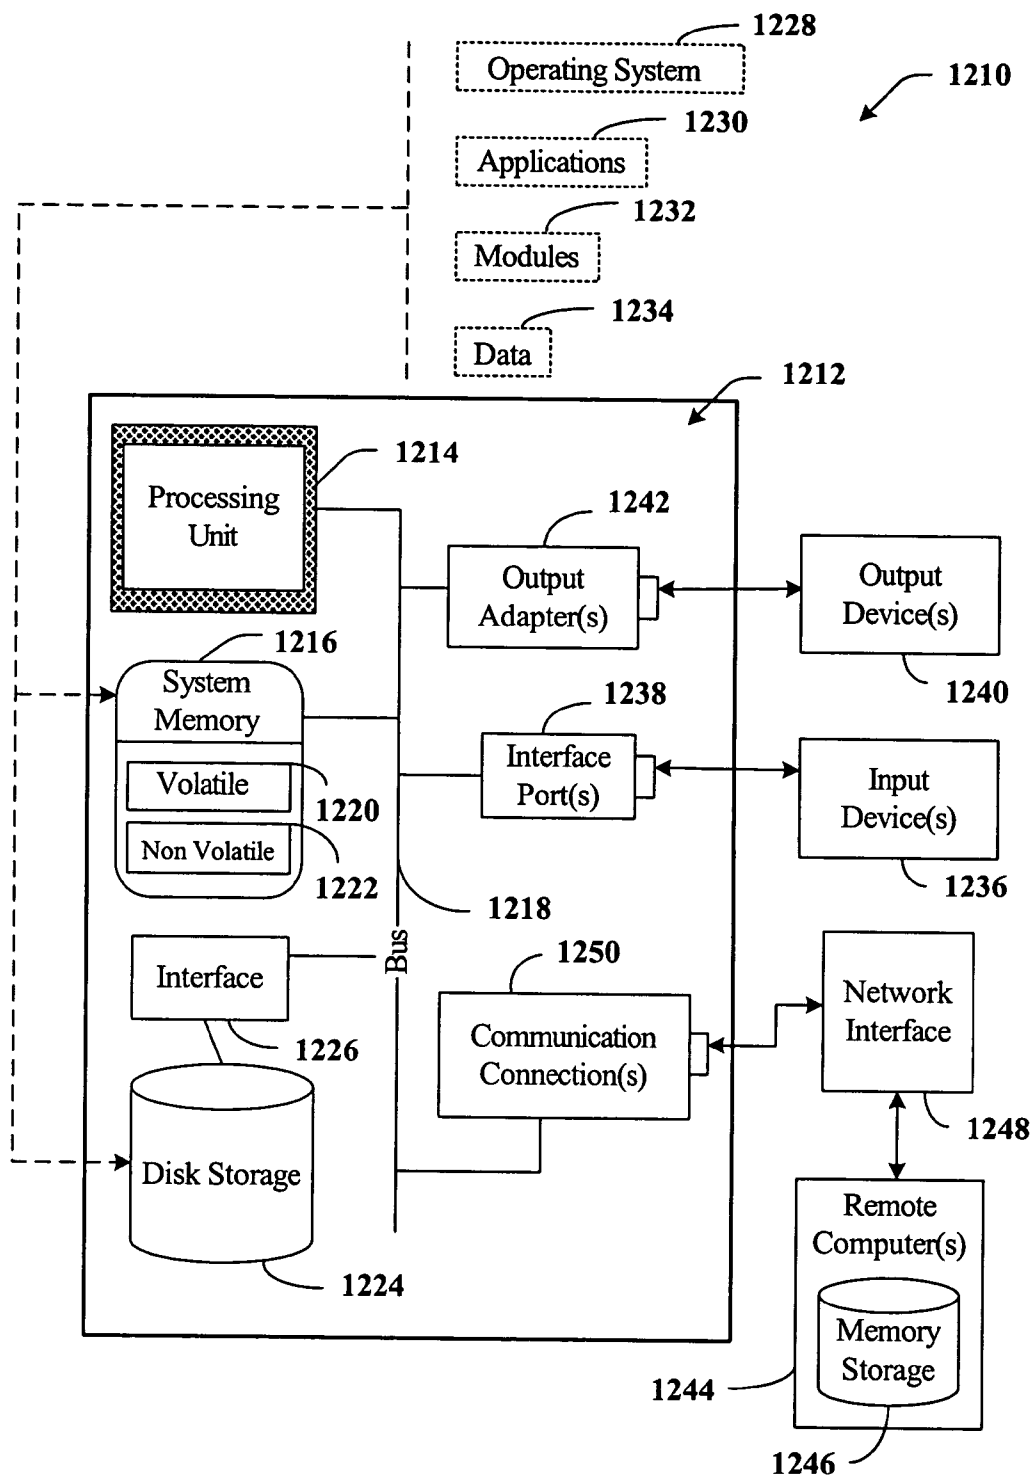 1228
Operating System
1210
1230
Applications
1232
Modules
1234
Data
1212
1214
Processing
Unit
1242
Output
Adapter(s)
Output
Device(s)
1240
1216
System
Memory
1238
Interface
Port(s)
Input
Device(s)
1236
Volatile
1220
Non Volatile
1222
1218
Bus
Interface
1226
1250
Communication
Connection(s)
Network
Interface
1248
Disk Storage
1224
Remote
Computer(s)
Memory
Storage
1244
1246